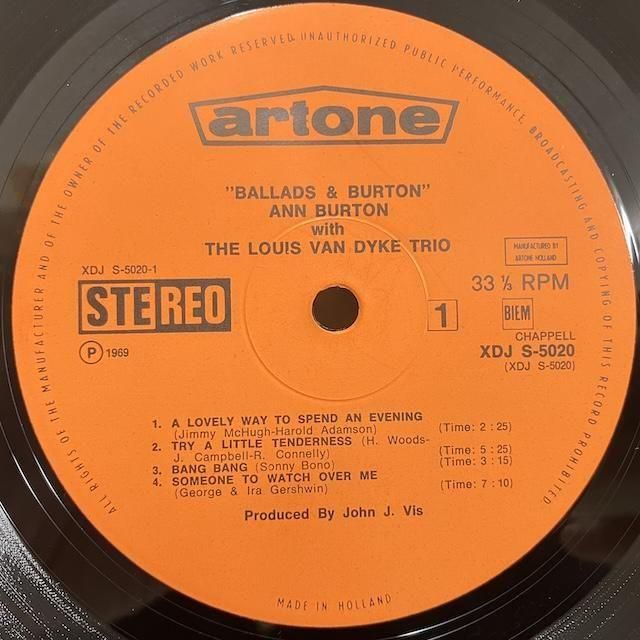 ALL RIGHTS OF THE MANUFACTURER AND OF THE OWNER OF THE RECORDED WORK RESERVED. UNAUTHORIZED PUBLIC PERFORMANCE, BROADCASTING AND COPYING OF THIS RECORD PROHIBITED
artone
"BALLADS & BURTON"
ANN BURTON
with
THE LOUIS VAN DYKE TRIO
MANUFACTURED BY
ARTONE HOLLAND
XDJ S-5020-1
STEREO
33 ⅓ RPM
1
BIEM
CHAPPELL
XDJ S-5020
(XDJ S-5020)
P 1969
1. A LOVELY WAY TO SPEND AN EVENING
(Jimmy McHugh-Harold Adamson) (Time: 2 : 25)
2. TRY A LITTLE TENDERNESS (H. Woods-
J. Campbell-R. Connelly) (Time: 5 : 25)
3. BANG BANG (Sonny Bono) (Time: 3 : 15)
4. SOMEONE TO WATCH OVER ME
(George & Ira Gershwin) (Time: 7 : 10)
Produced By John J. Vis
MADE IN HOLLAND